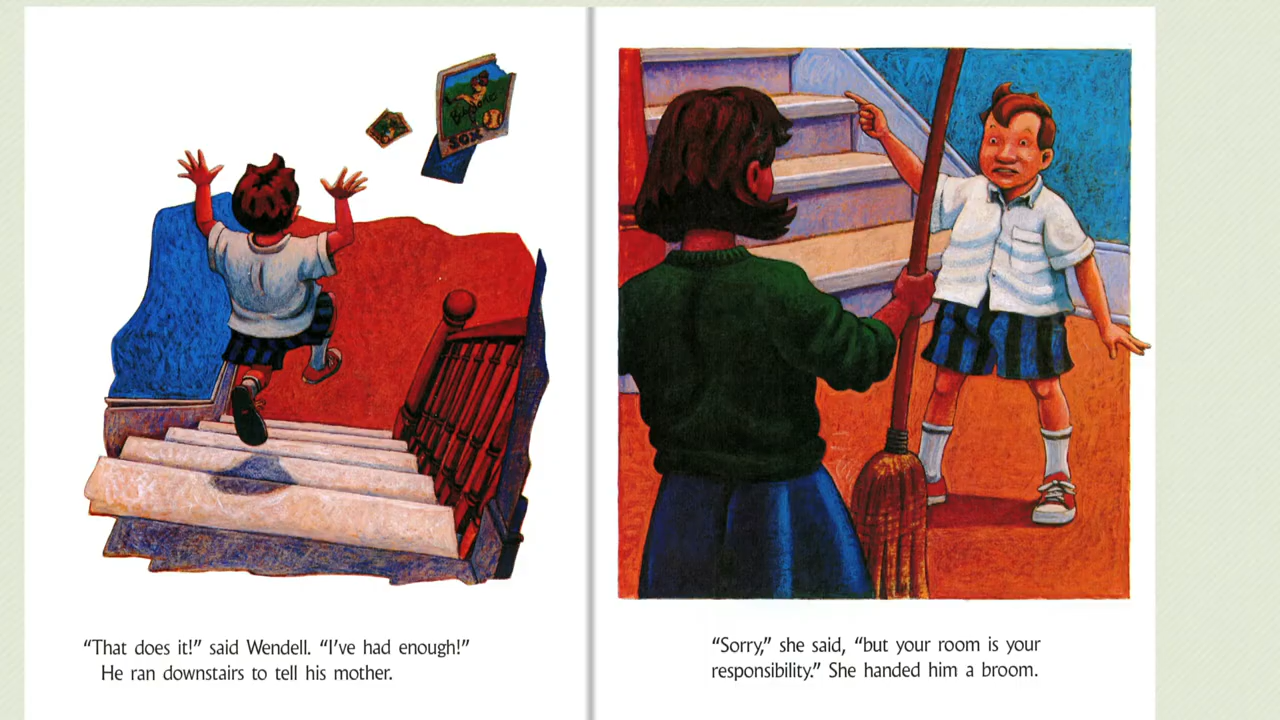 SOX
“That does it!” said Wendell. “I’ve had enough!”
He ran downstairs to tell his mother.
“Sorry,” she said, “but your room is your
responsibility.” She handed him a broom.